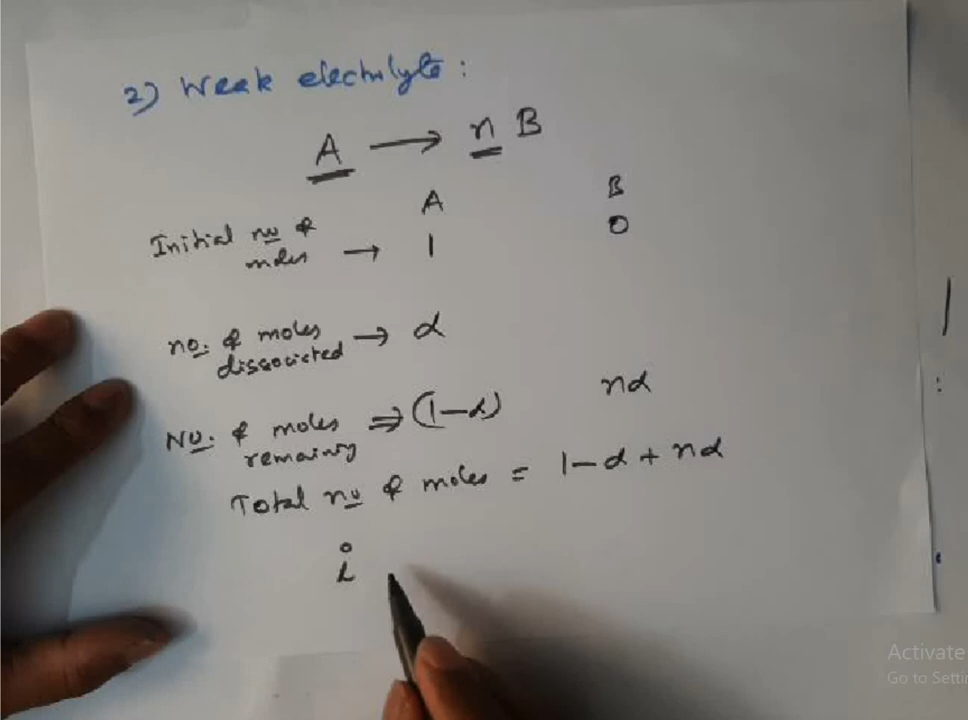 2) Weak electrolyte:
A → n B
A B
Initial no of moles → 1 0
no. of moles dissociated → α
No. of moles remaining ⇒ (1-α) nα
Total no of moles = 1-α + nα
i
Activate
Go to Settin